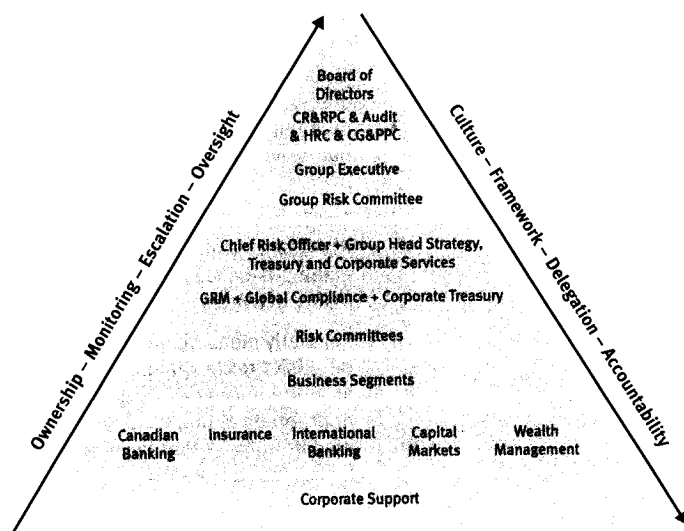 Board of
Directors
CR&RPC & Audit
& HRC & CG&PPC
Group Executive
Group Risk Committee
Chief Risk Officer + Group Head Strategy,
Treasury and Corporate Services
GRM + Global Compliance + Corporate Treasury
Risk Committees
Business Segments
Canadian
Banking
Insurance
International
Banking
Capital
Markets
Wealth
Management
Corporate Support
Ownership – Monitoring – Escalation – Oversight
Culture – Framework – Delegation – Accountability